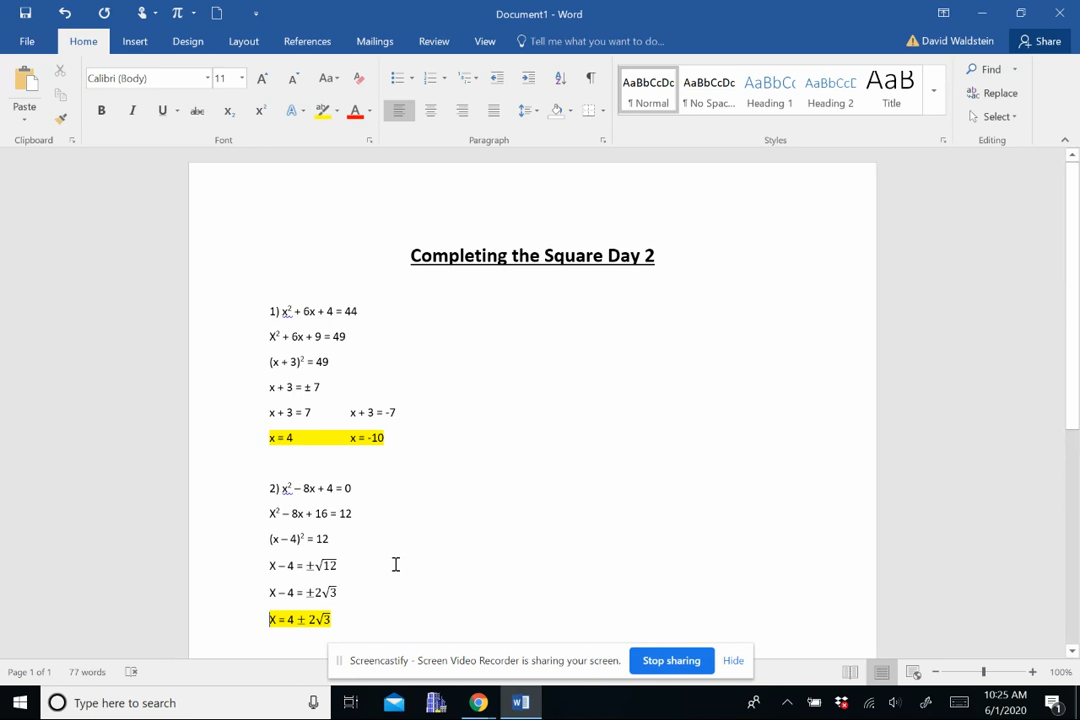 Document1 - Word
File Home Insert Design Layout References Mailings Review View Tell me what you want to do... David Waldstein Share
Paste
Clipboard
Calibri (Body) 11
Font
Paragraph
AaBbCcDc AaBbCcDc AaBbCc AaBbCcD AaB
¶ Normal ¶ No Spac... Heading 1 Heading 2 Title
Styles
Find
Replace
Select
Editing
Completing the Square Day 2
1) x² + 6x + 4 = 44
X² + 6x + 9 = 49
(x + 3)² = 49
x + 3 = ± 7
x + 3 = 7 x + 3 = -7
x = 4 x = -10
2) x² – 8x + 4 = 0
X² – 8x + 16 = 12
(x – 4)² = 12
X – 4 = ±√12
X – 4 = ±2√3
X = 4 ± 2√3
Screencastify - Screen Video Recorder is sharing your screen. Stop sharing Hide
Page 1 of 1 77 words 100%
Type here to search
10:25 AM
6/1/2020
1